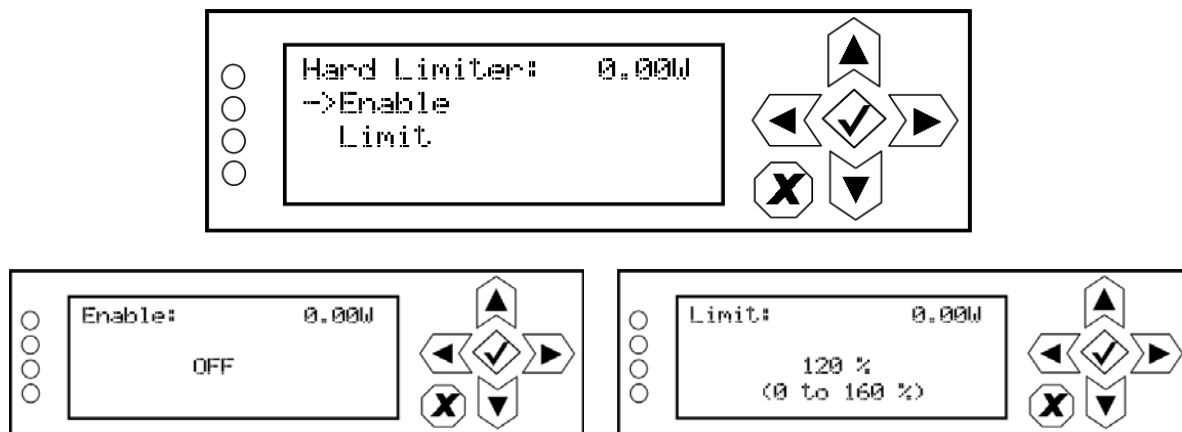 Hard Limiter: 0.00W
->Enable
Limit
X
Enable: 0.00W
OFF
X
Limit: 0.00W
120 %
(0 to 160 %)
X